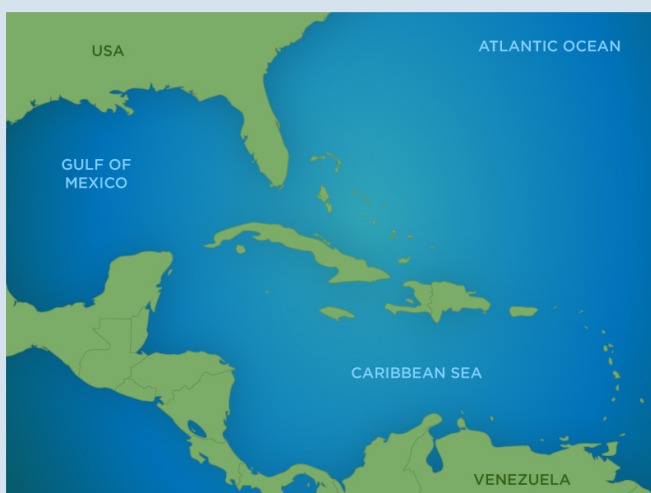 USA
ATLANTIC OCEAN
GULF OF
MEXICO
CARIBBEAN SEA
VENEZUELA